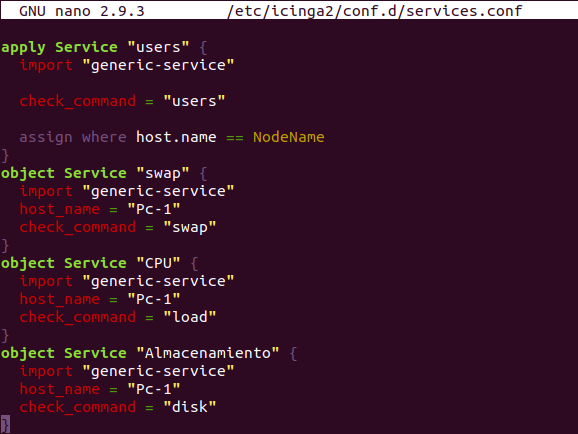 GNU nano 2.9.3 /etc/icinga2/conf.d/services.conf
apply Service "users" {
import "generic-service"
check_command = "users"
assign where host.name == NodeName
}
object Service "swap" {
import "generic-service"
host_name = "Pc-1"
check_command = "swap"
}
object Service "CPU" {
import "generic-service"
host_name = "Pc-1"
check_command = "load"
}
object Service "Almacenamiento" {
import "generic-service"
host_name = "Pc-1"
check_command = "disk"
}